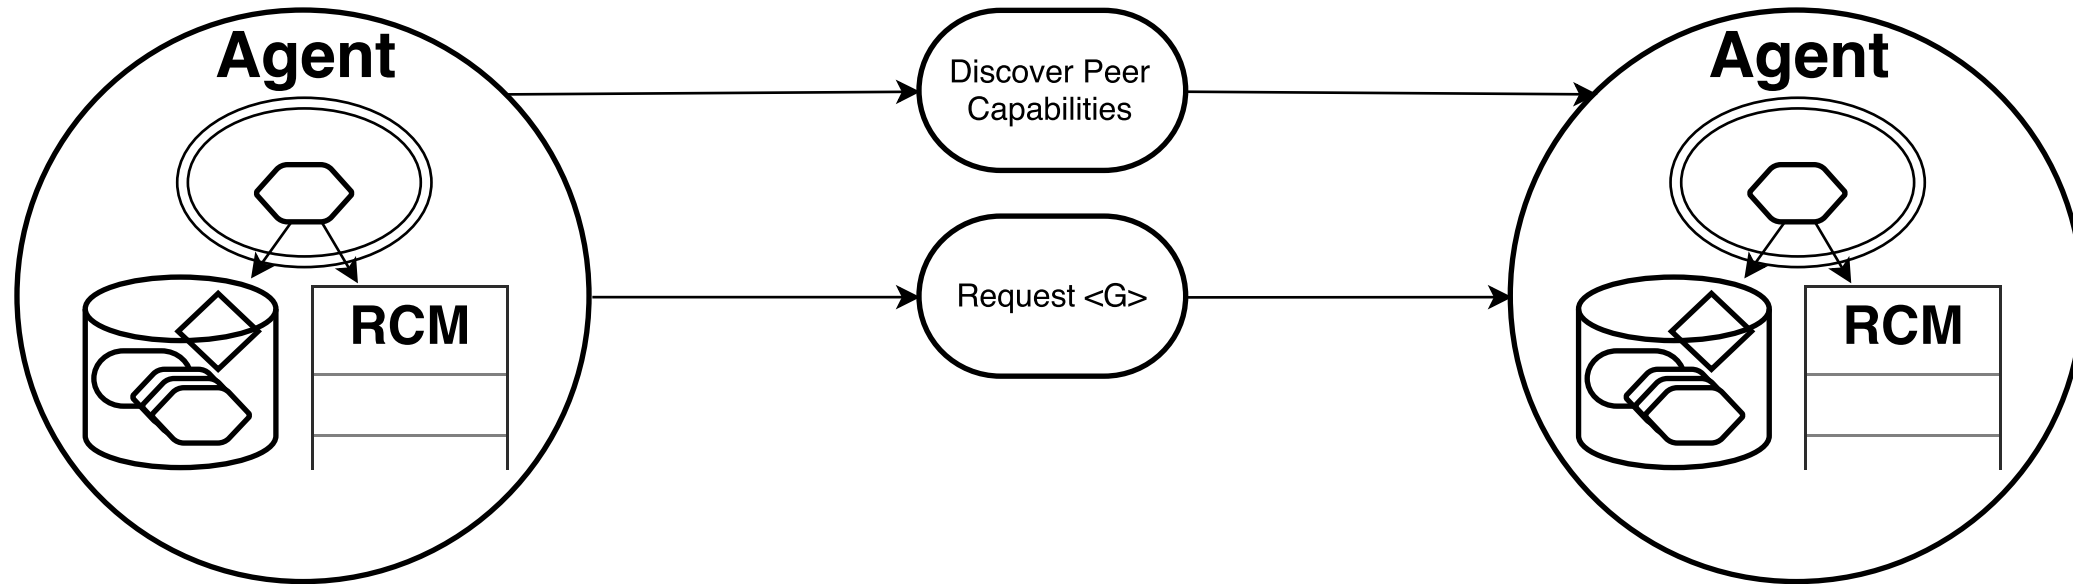 Agent
RCM
Discover Peer
Capabilities
Request <G>
Agent
RCM